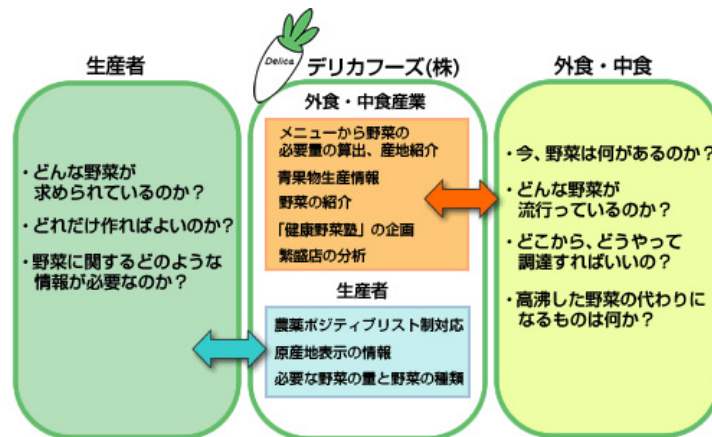 生産者
・どんな野菜が
求められているのか?
・どれだけ作ればよいのか?
・野菜に関するどのような
情報が必要なのか?
Delica
デリカフーズ(株)
外食・中食産業
メニューから野菜の
必要量の算出、産地紹介
青果物生産情報
野菜の紹介
「健康野菜塾」の企画
繁盛店の分析
生産者
農薬ポジティブリスト制対応
原産地表示の情報
必要な野菜の量と野菜の種類
外食・中食
・今、野菜は何があるのか?
・どんな野菜が
流行っているのか?
・どこから、どうやって
調達すればいいの?
・高沸した野菜の代わりに
なるものは何か?